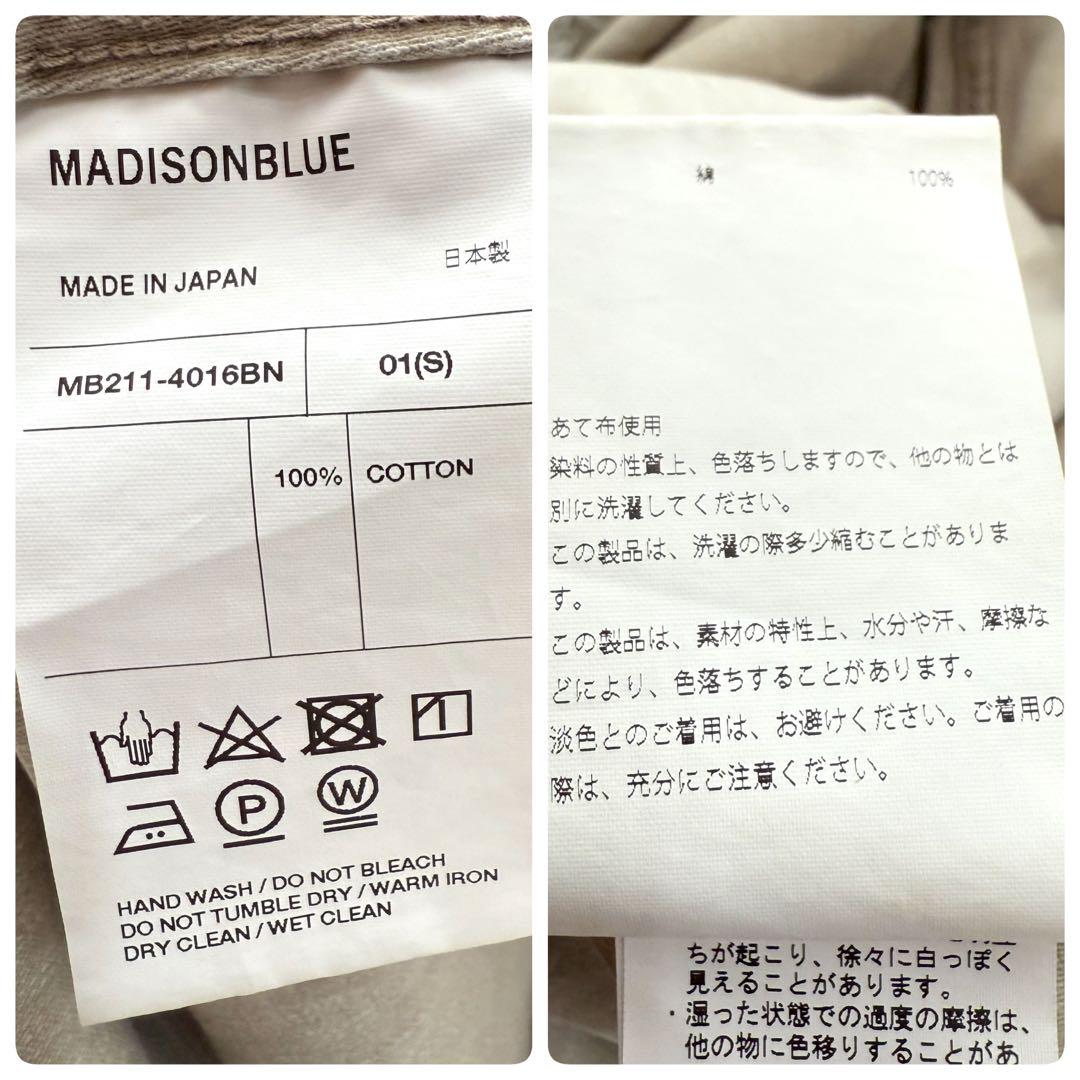 MADISONBLUE
日本製
MADE IN JAPAN
MB211-4016BN 01(S)
100% COTTON
P W
HAND WASH / DO NOT BLEACH
DO NOT TUMBLE DRY / WARM IRON
DRY CLEAN / WET CLEAN
綿 100%
あて布使用
染料の性質上、色落ちしますので、他の物とは
別に洗濯してください。
この製品は、洗濯の際多少縮むことがありま
す。
この製品は、素材の特性上、水分や汗、摩擦な
どにより、色落ちすることがあります。
淡色とのご着用は、お避けください。ご着用の
際は、充分にご注意ください。
ちが起こり、徐々に白っぽく
見えることがあります。
・湿った状態での過度の摩擦は、
他の物に色移りすることがあ